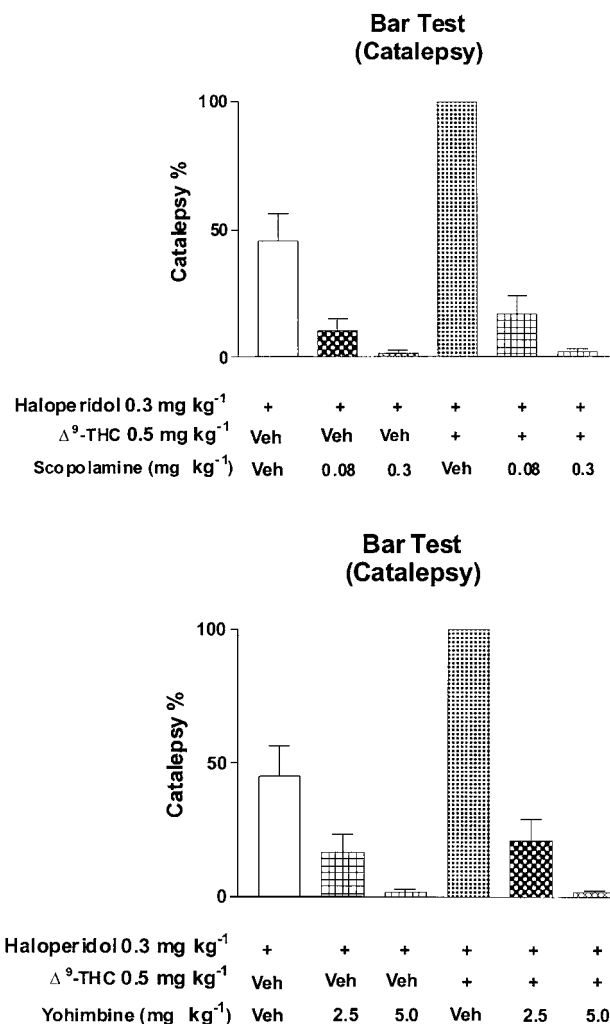 Bar Test
(Catalepsy)
100
50
0
Catalepsy %
Haloperidol 0.3 mg kg⁻¹ + + + + + +
Δ⁹-THC 0.5 mg kg⁻¹ Veh Veh Veh + + +
Scopolamine (mg kg⁻¹) Veh 0.08 0.3 Veh 0.08 0.3
Bar Test
(Catalepsy)
100
50
0
Catalepsy %
Haloperidol 0.3 mg kg⁻¹ + + + + + +
Δ⁹-THC 0.5 mg kg⁻¹ Veh Veh Veh + + +
Yohimbine (mg kg⁻¹) Veh 2.5 5.0 Veh 2.5 5.0